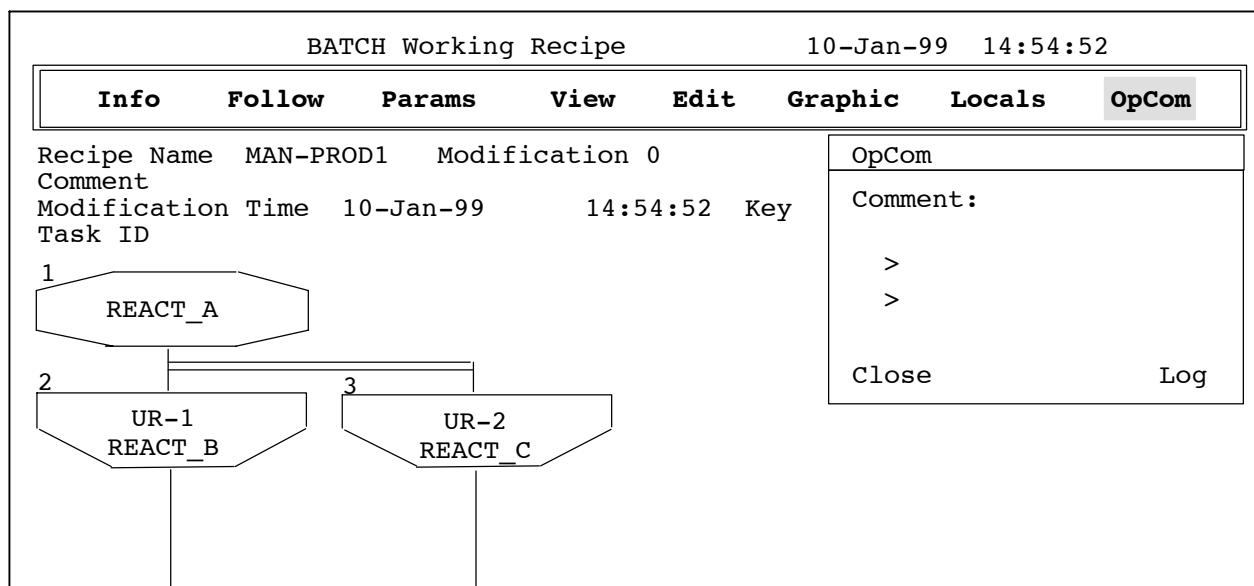 BATCH Working Recipe 10-Jan-99 14:54:52
Info Follow Params View Edit Graphic Locals OpCom
Recipe Name MAN-PROD1 Modification 0
Comment
Modification Time 10-Jan-99 14:54:52 Key
Task ID
OpCom
Comment:
>
>
Close Log
1
REACT_A
2
UR-1
REACT_B
3
UR-2
REACT_C